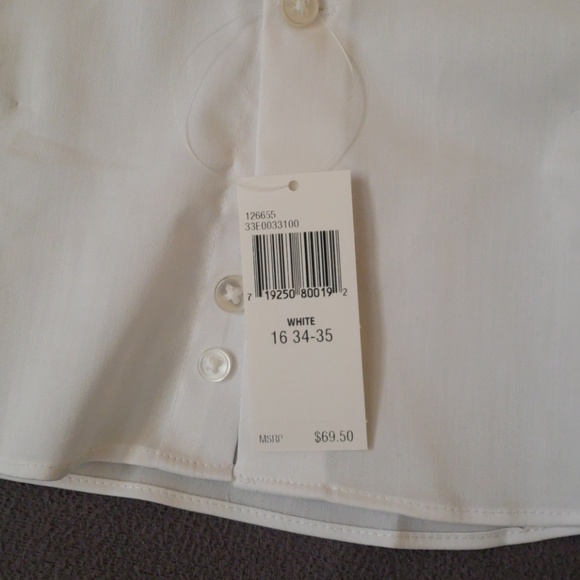 126655
33E0033100
7 19250 80019 2
WHITE
16 34-35
MSRP $69.50